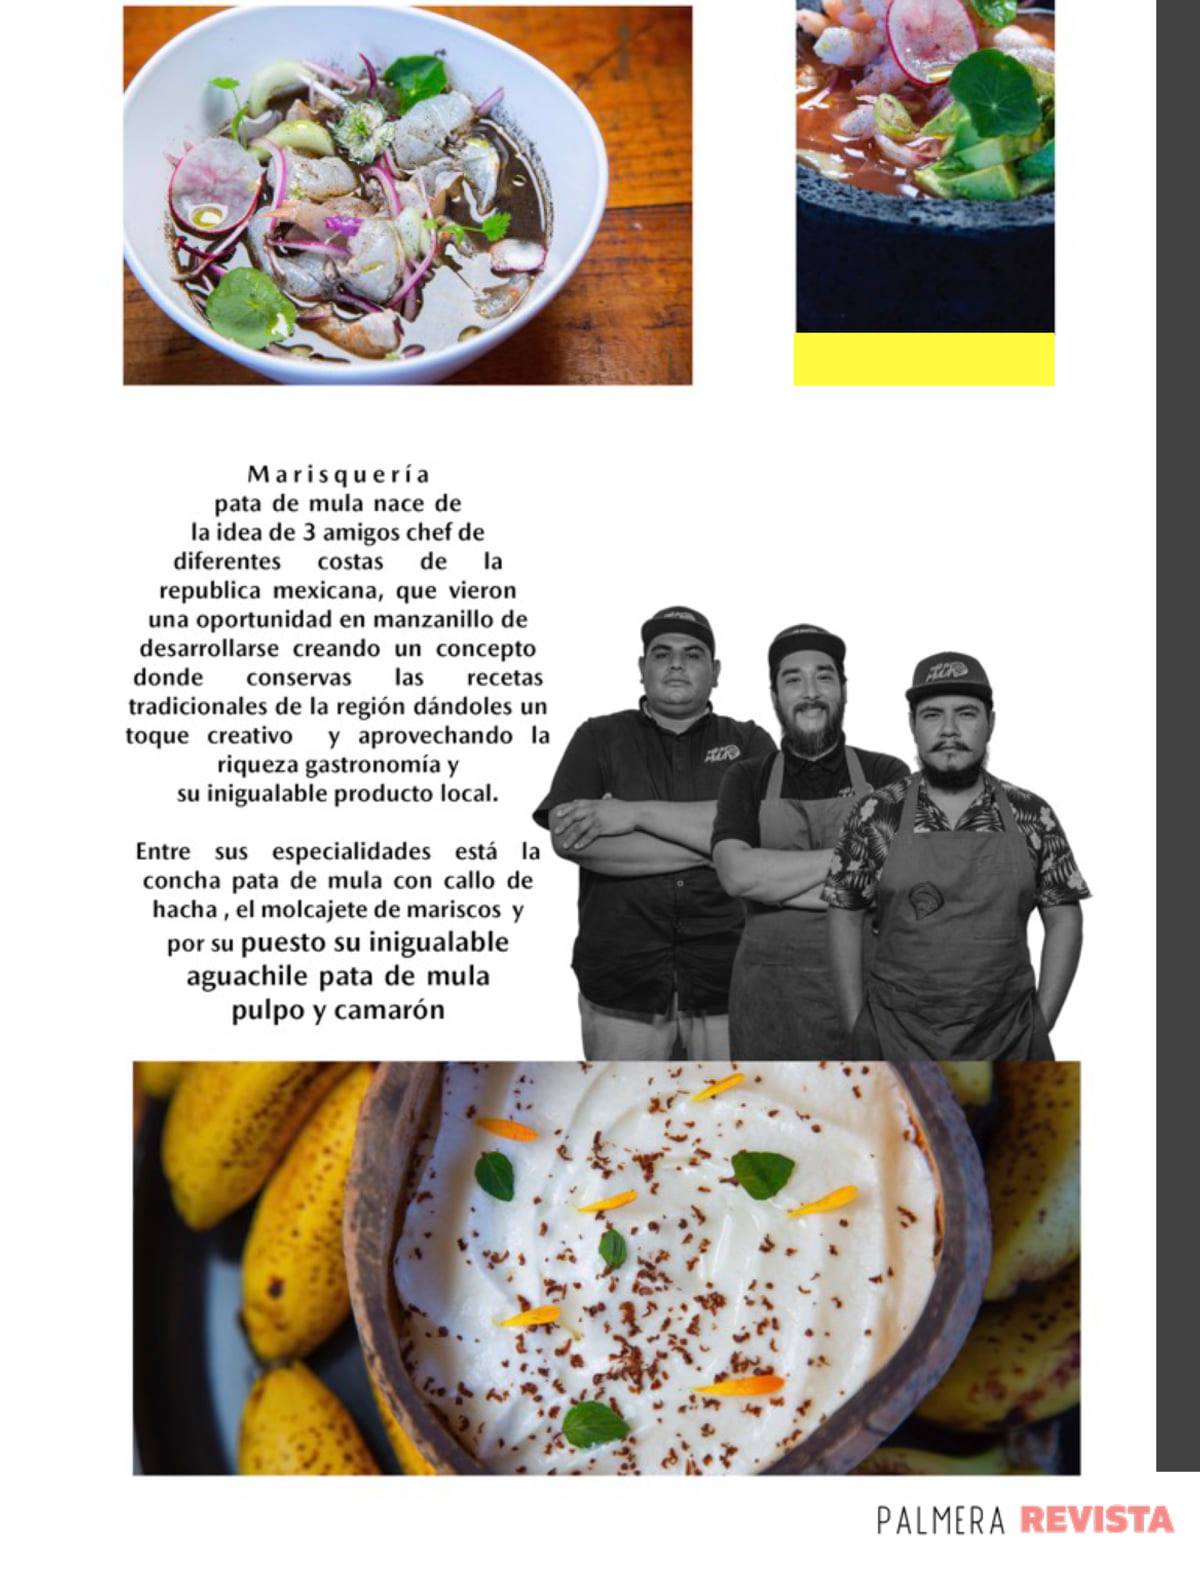 Marisquería
pata de mula nace de
la idea de 3 amigos chef de
diferentes costas de la
republica mexicana, que vieron
una oportunidad en manzanillo de
desarrollarse creando un concepto
donde conservas las recetas
tradicionales de la región dándoles un
toque creativo y aprovechando la
riqueza gastronomía y
su inigualable producto local.
Entre sus especialidades está la
concha pata de mula con callo de
hacha , el molcajete de mariscos y
por su puesto su inigualable
aguachile pata de mula
pulpo y camarón
PALMERA REVISTA